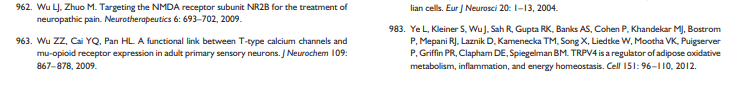 962. Wu LJ, Zhuo M. Targeting the NMDA receptor subunit NR2B for the treatment of
neuropathic pain. Neurotherapeutics 6: 693–702, 2009.
963. Wu ZZ, Cai YQ, Pan HL. A functional link between T-type calcium channels and
mu-opioid receptor expression in adult primary sensory neurons. J Neurochem 109:
867–878, 2009.
lian cells. Eur J Neurosci 20: 1–13, 2004.
983. Ye L, Kleiner S, Wu J, Sah R, Gupta RK, Banks AS, Cohen P, Khandekar MJ, Bostrom
P, Mepani RJ, Laznik D, Kamenecka TM, Song X, Liedtke W, Mootha VK, Puigserver
P, Griffin PR, Clapham DE, Spiegelman BM. TRPV4 is a regulator of adipose oxidative
metabolism, inflammation, and energy homeostasis. Cell 151: 96–110, 2012.